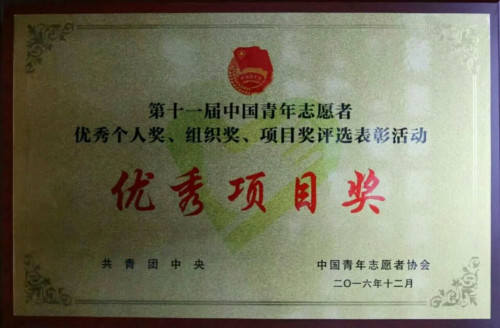 第十一届中国青年志愿者
优秀个人奖、组织奖、项目奖评选表彰活动
优秀项目奖
共青团中央
中国青年志愿者协会
二〇一六年十二月